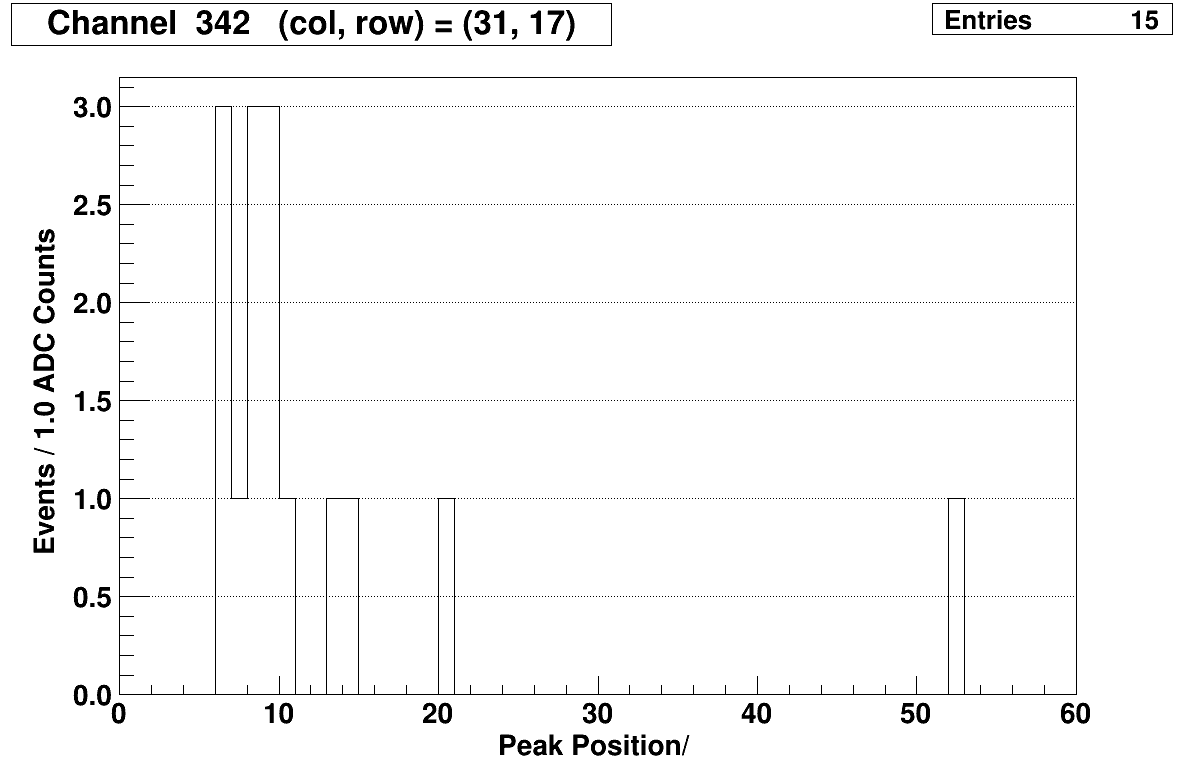 Channel  342   (col, row) = (31, 17)
Entries 15
3.0
2.5
2.0
1.5
1.0
0.5
0.0
Events / 1.0 ADC Counts
0 10 20 30 40 50 60
Peak Position/